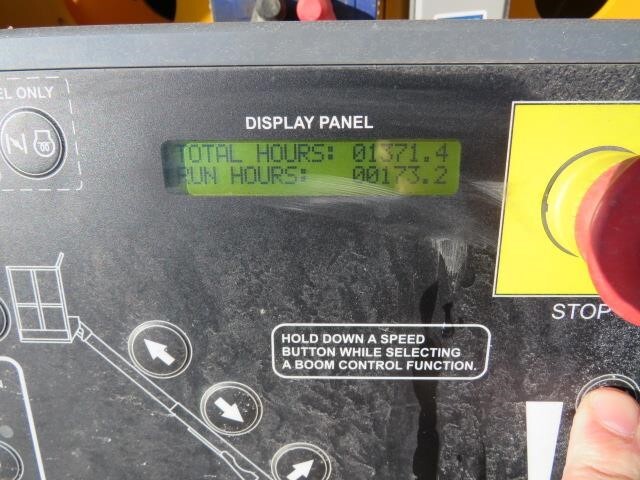 EL ONLY
DISPLAY PANEL
TOTAL HOURS: 01371.4
RUN HOURS: 00173.2
STOP
HOLD DOWN A SPEED
BUTTON WHILE SELECTING
A BOOM CONTROL FUNCTION.